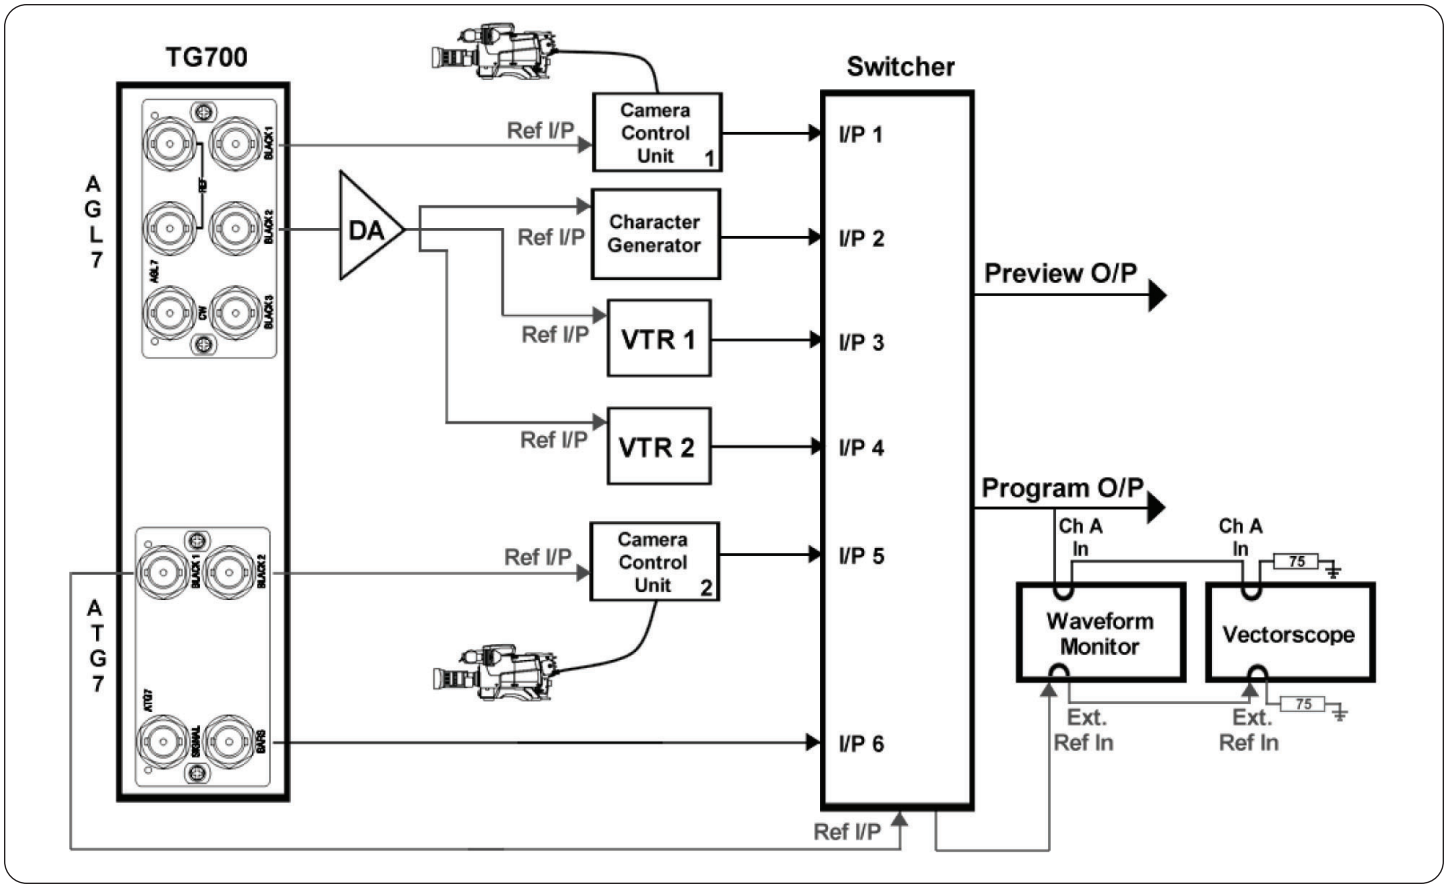 TG700
Switcher
AGL7
BLACK 1
REF
BLACK 2
AGL7
CW
BLACK 3
ATG7
BLACK 1
BLACK 2
ATG7
SIGNAL
BARS
DA
Ref I/P
Camera
Control
Unit 1
I/P 1
Ref I/P
Character
Generator
I/P 2
Ref I/P
VTR 1
I/P 3
Ref I/P
VTR 2
I/P 4
Ref I/P
Camera
Control
Unit 2
I/P 5
I/P 6
Ref I/P
Preview O/P
Program O/P
Ch A
In
Ch A
In
75
Waveform
Monitor
Vectorscope
75
Ext.
Ref In
Ext.
Ref In